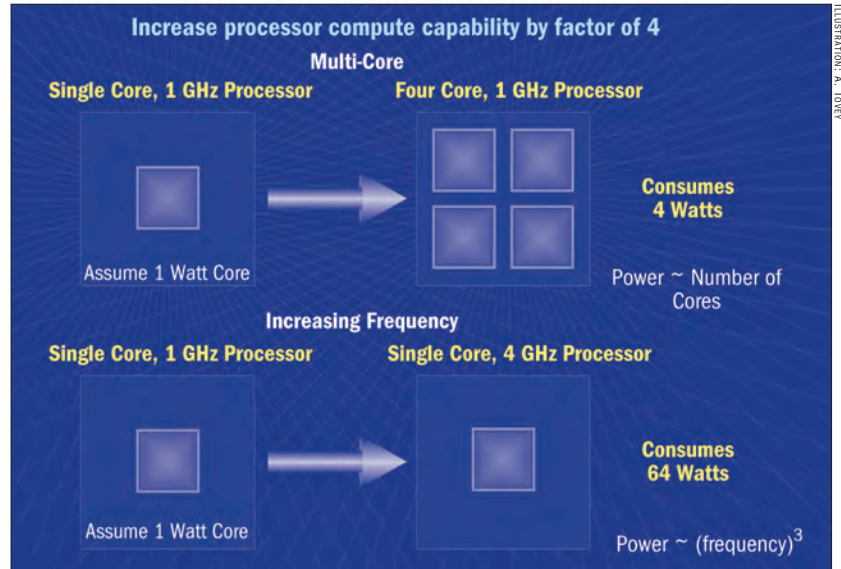 Increase processor compute capability by factor of 4
Multi-Core
Single Core, 1 GHz Processor
Four Core, 1 GHz Processor
Consumes
4 Watts
Assume 1 Watt Core
Power ~ Number of
Cores
Increasing Frequency
Single Core, 1 GHz Processor
Single Core, 4 GHz Processor
Consumes
64 Watts
Assume 1 Watt Core
Power ~ (frequency)³
ILLUSTRATION: A. TOVEY